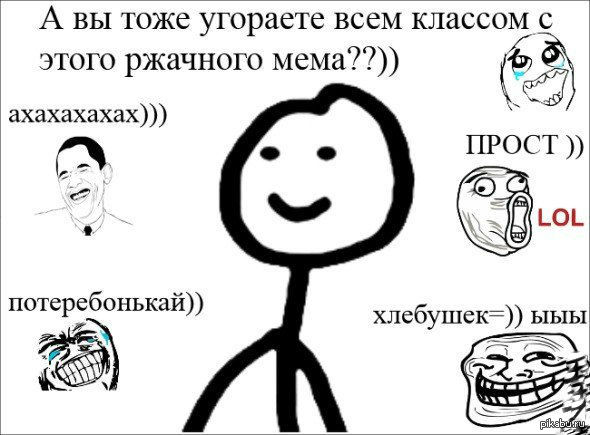 А вы тоже угораете всем классом с
этого ржачного мема??))
ахахахахах)))
ПРОСТ ))
LOL
потеребонькай))
хлебушек=)) ыыы
pikabu.ru